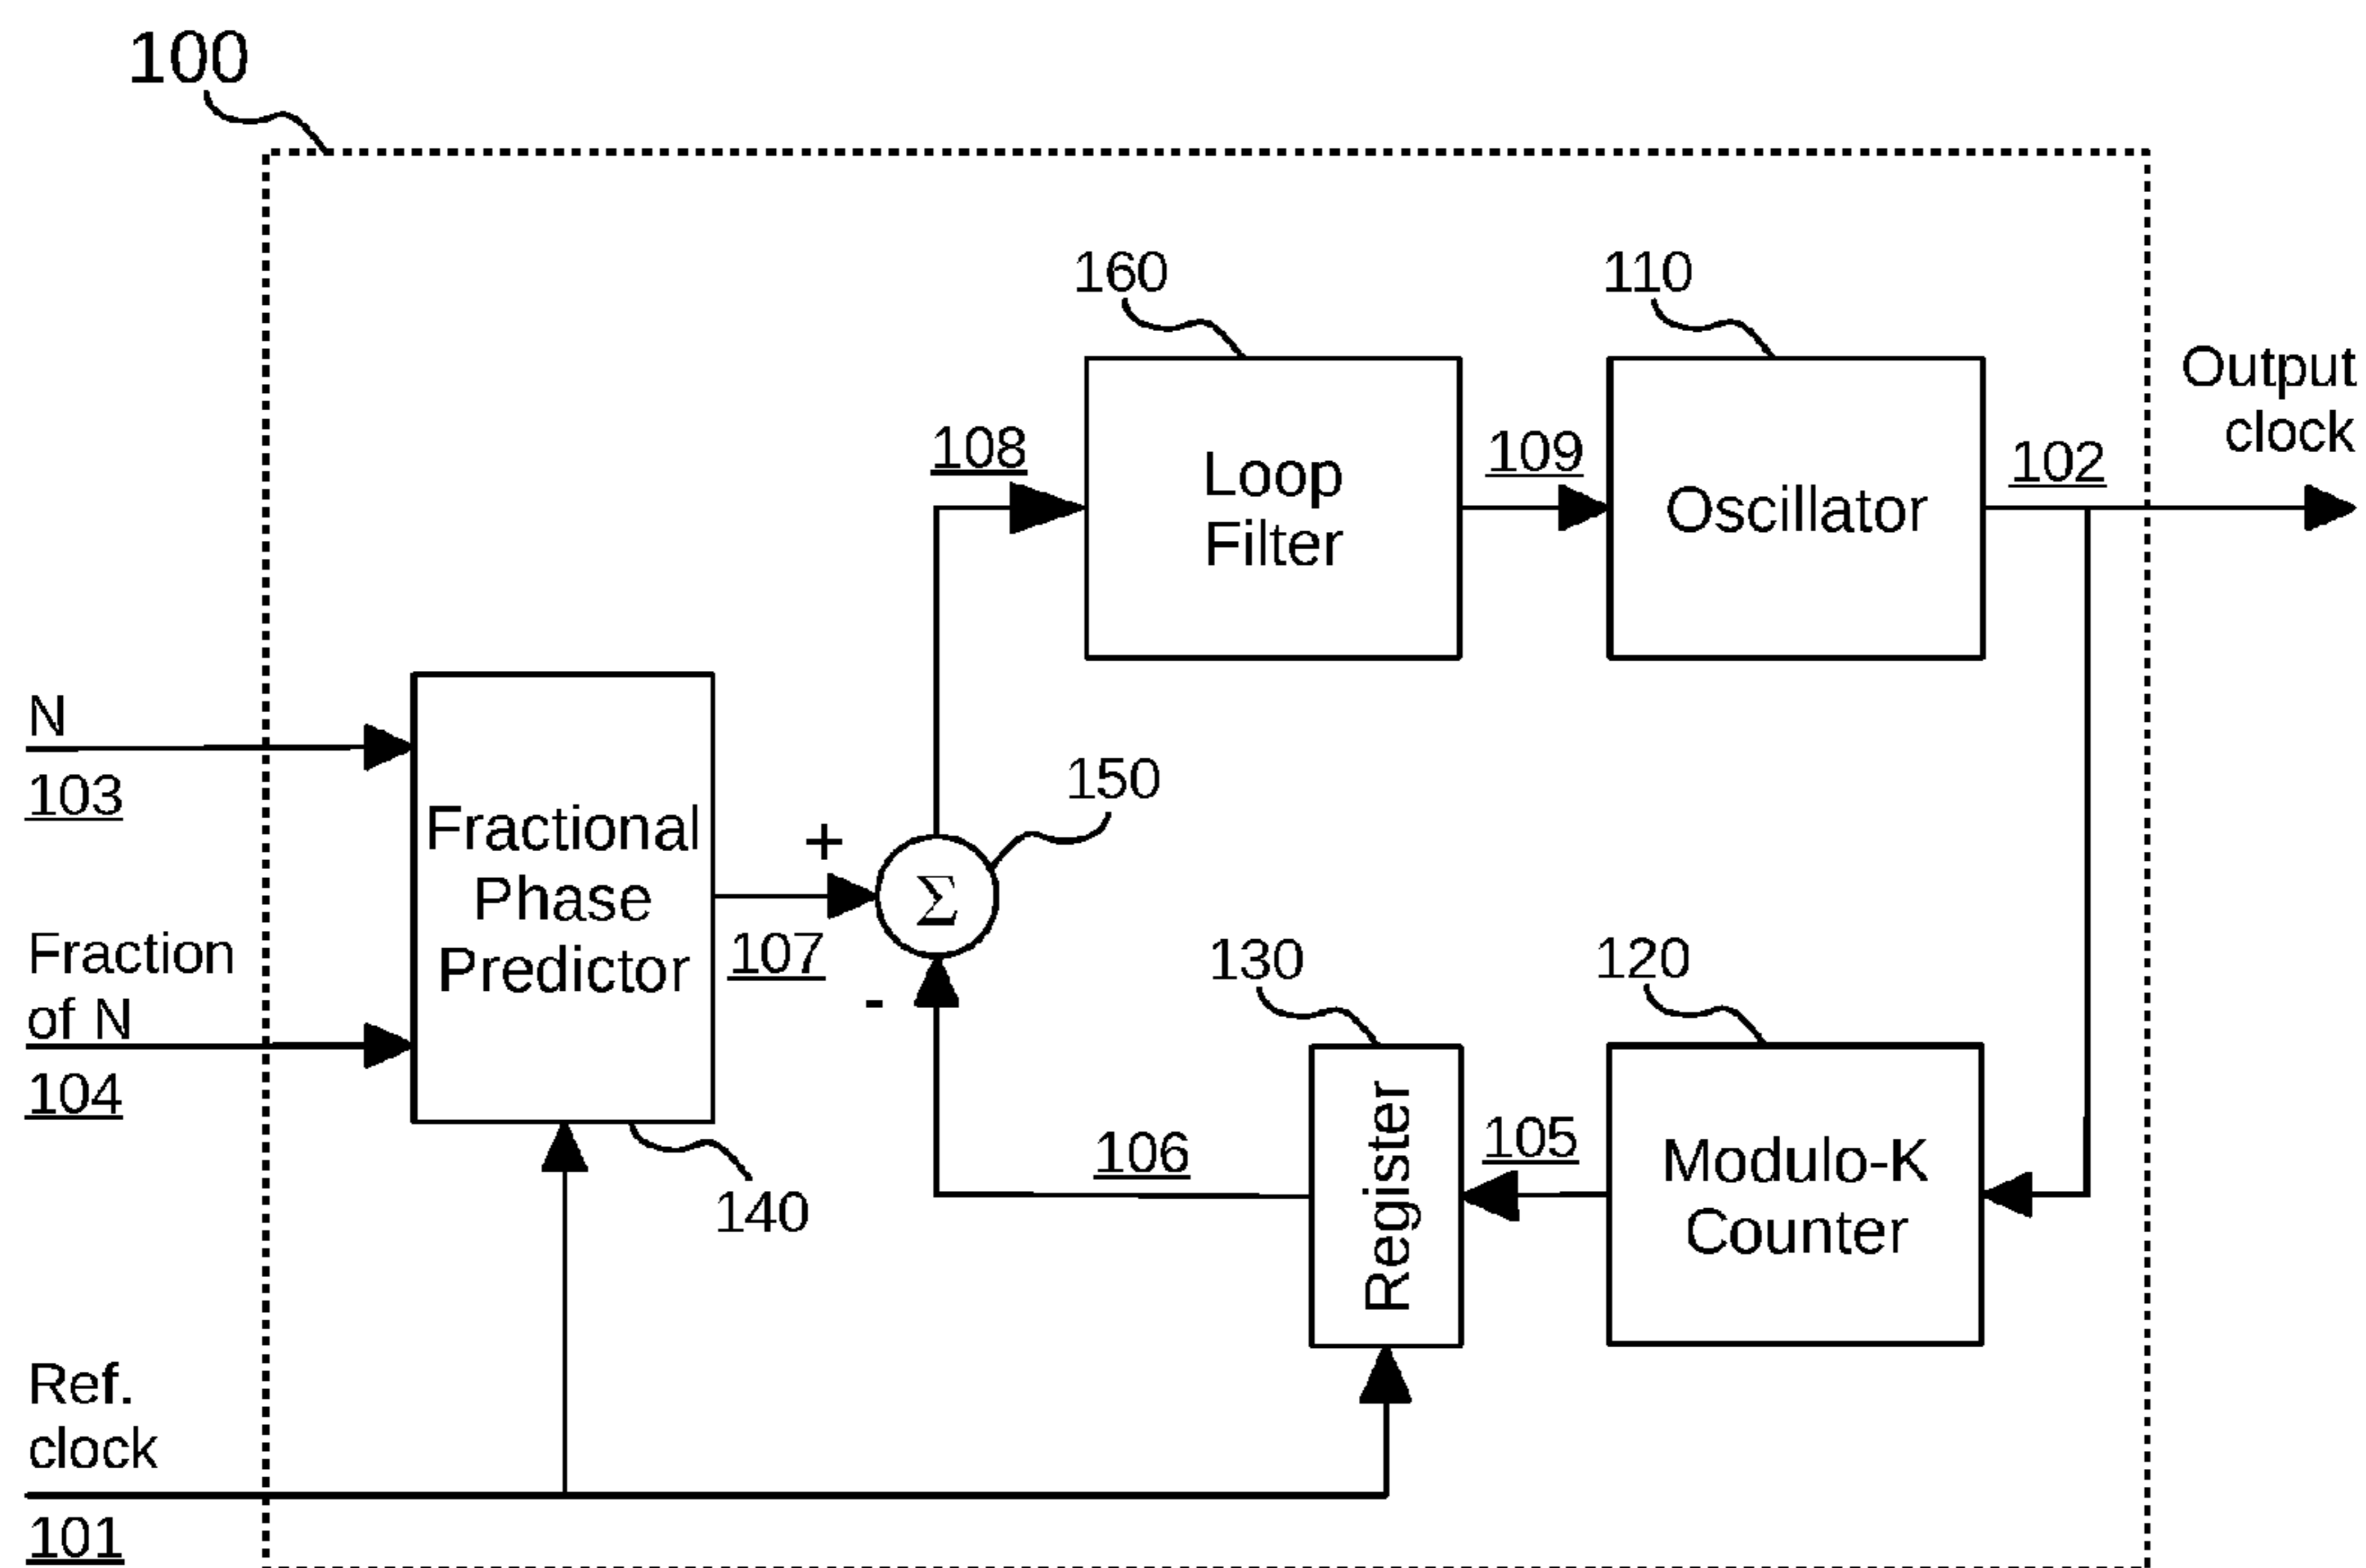 100
160
110
Output
clock
108
Loop
Filter
109
Oscillator
102
N
103
150
Fractional
Phase
Predictor
+
Σ
107
-
Fraction
of N
104
130
120
Register
105
Modulo-K
Counter
106
140
Ref.
clock
101